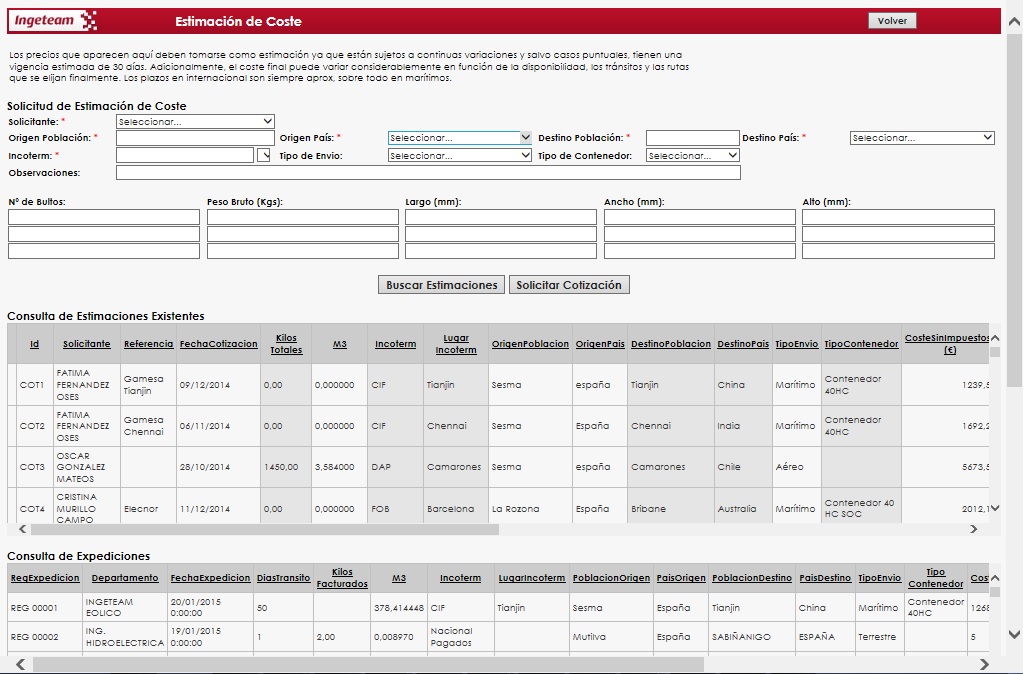 Ingeteam
Estimación de Coste
Volver
Los precios que aparecen aquí deben tomarse como estimación ya que están sujetos a continuas variaciones y salvo casos puntuales, tienen una
vigencia estimada de 30 días. Adicionalmente, el coste final puede variar considerablemente en función de la disponibilidad, los tránsitos y las rutas
que se elijan finalmente. Los plazos en internacional son siempre aprox, sobre todo en marítimos.
Solicitud de Estimación de Coste
Solicitante: * Seleccionar...
Origen Población: * Origen País: * Seleccionar... Destino Población: * Destino País: * Seleccionar...
Incoterm: * Tipo de Envio: Seleccionar... Tipo de Contenedor: Seleccionar...
Observaciones:
Nº de Bultos: Peso Bruto (Kgs): Largo (mm): Ancho (mm): Alto (mm):
Buscar Estimaciones Solicitar Cotización
Consulta de Estimaciones Existentes
Id Solicitante Referencia FechaCotizacion Kilos Totales M3 Incoterm Lugar Incoterm OrigenPoblacion OrigenPais DestinoPoblacion DestinoPais TipoEnvio TipoContenedor CosteSinImpuestos (€)
COT1 FATIMA FERNANDEZ OSES Gamesa Tianjin 09/12/2014 0,00 0,000000 CIF Tianjin Sesma españa Tianjin China Marítimo Contenedor 40HC 1239,5
COT2 FATIMA FERNANDEZ OSES Gamesa Chennai 06/11/2014 0,00 0,000000 CIF Chennai Sesma España Chennai India Marítimo Contenedor 40HC 1692,2
COT3 OSCAR GONZALEZ MATEOS 28/10/2014 1450,00 3,584000 DAP Camarones Sesma españa Camarones Chile Aéreo 5673,5
COT4 CRISTINA MURILLO CAMPO Elecnor 11/12/2014 0,00 0,000000 FOB Barcelona La Rozona España Bribane Australia Marítimo Contenedor 40 HC SOC 2012,1
Consulta de Expediciones
RegExpedicion Departamento FechaExpedicion DiasTransito Kilos Facturados M3 Incoterm LugarIncoterm PoblacionOrigen PaisOrigen PoblacionDestino PaisDestino TipoEnvio Tipo Contenedor Cos
REG 00001 INGETEAM EOLICO 20/01/2015 0:00:00 50 378,414448 CIF Tianjin Sesma España Tianjin China Marítimo Contenedor 40HC 1268
REG 00002 ING. HIDROELECTRICA 19/01/2015 0:00:00 1 2,00 0,008970 Nacional Pagados Mutilva España SABIÑANIGO ESPAÑA Terrestre 5